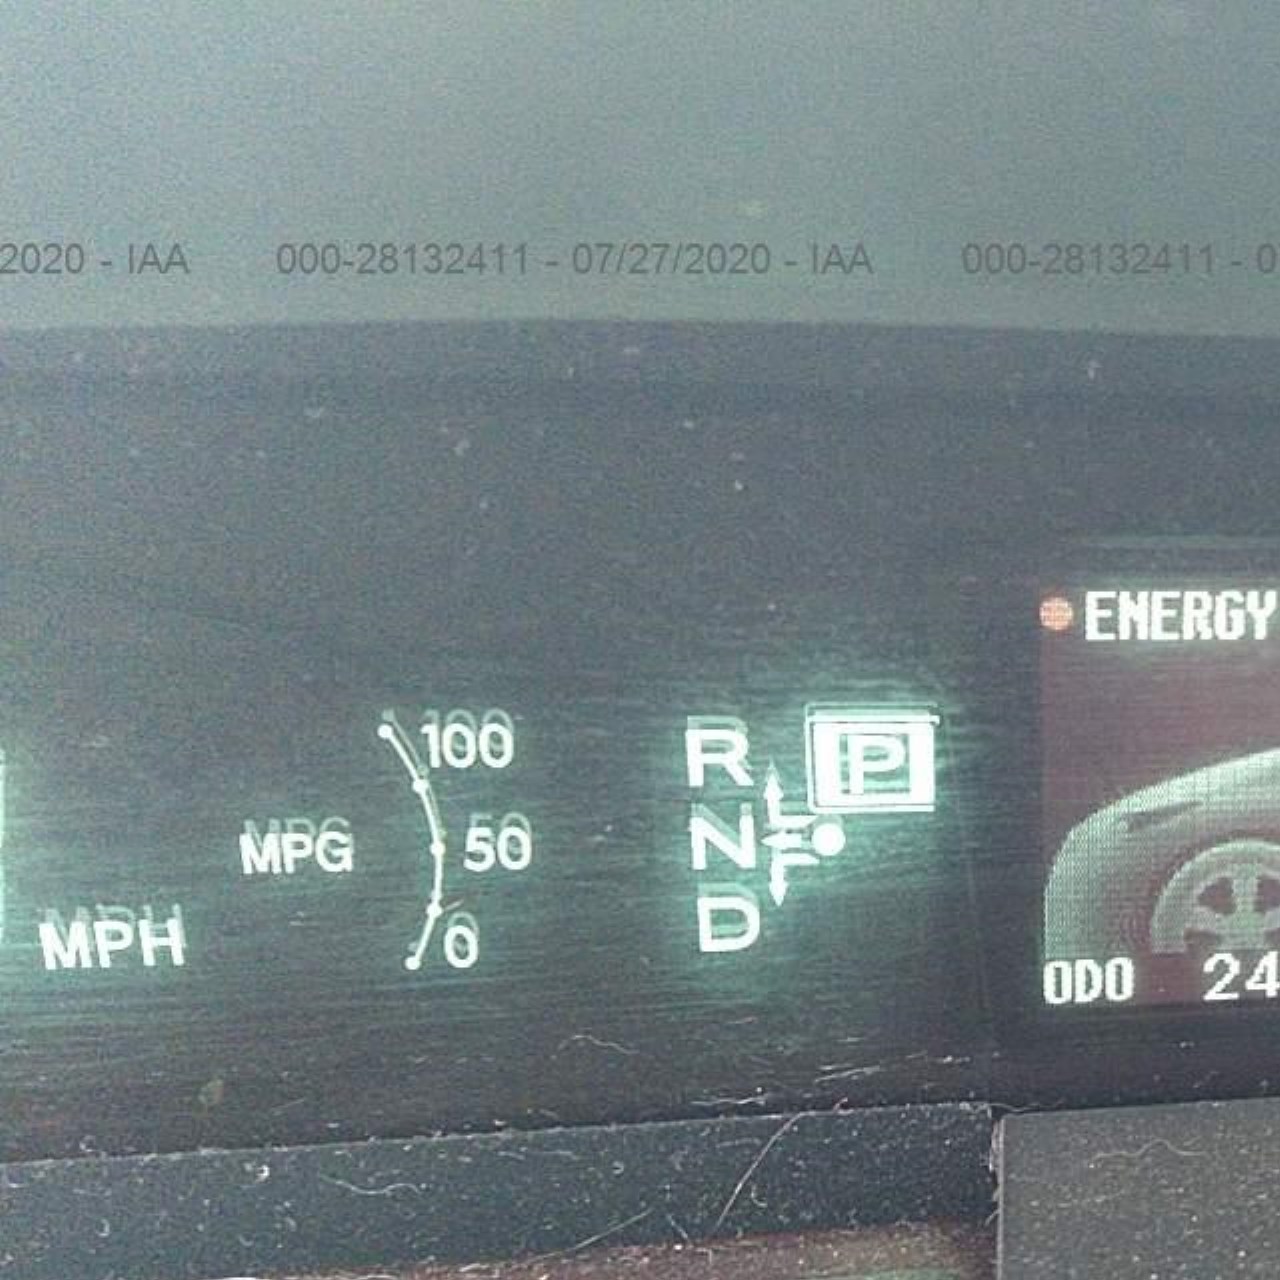 2020 - IAA 000-28132411 - 07/27/2020 - IAA 000-28132411 - 0
ENERGY
100
R P
MPG 50
N
MPH 0
D
ODO 24